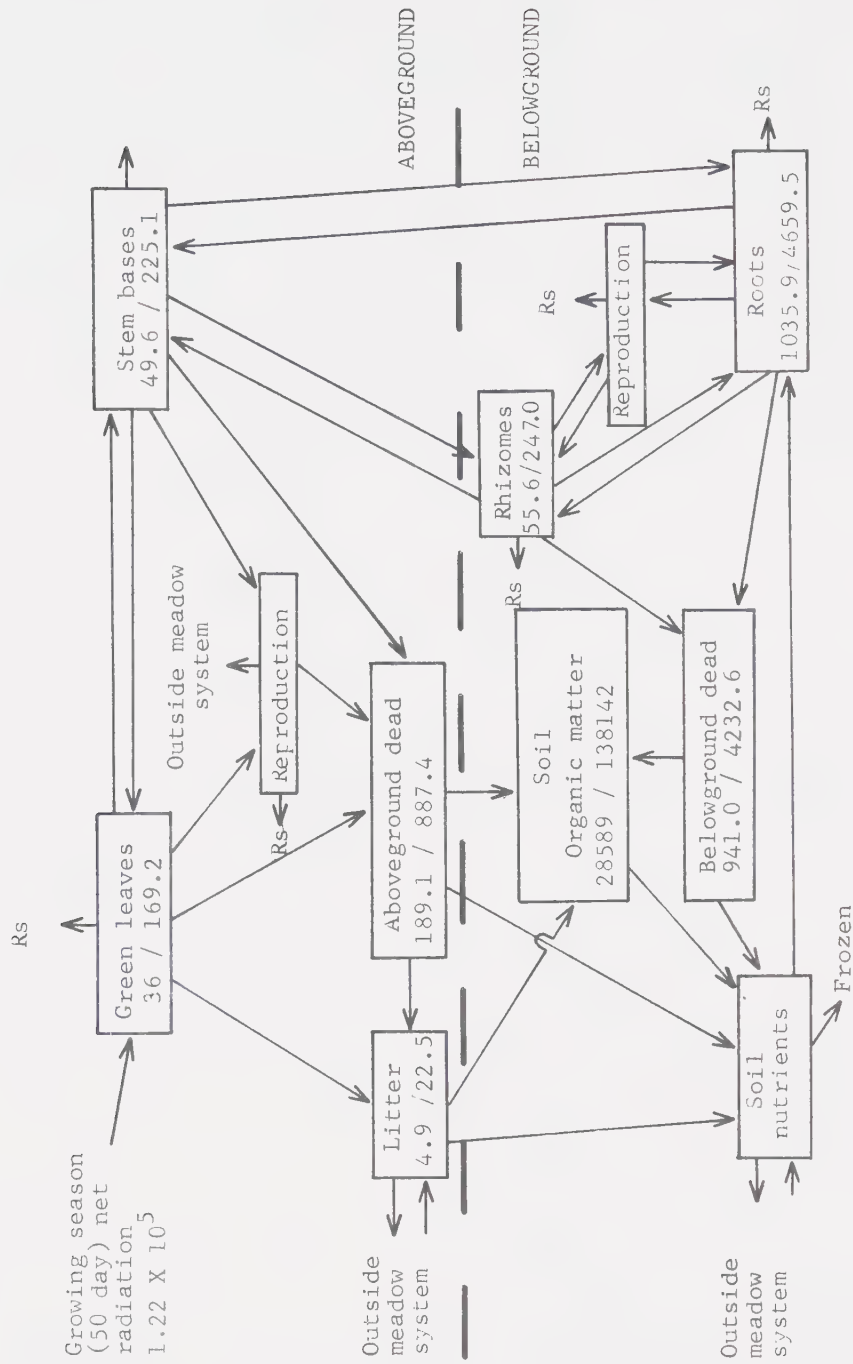 Growing season
(50 day) net
radiation
1.22 X 10⁵
Rs
Green leaves
36 / 169.2
Stem bases
49.6 / 225.1
Outside meadow
system
Reproduction
Rs
Outside
meadow
system
Litter
4.9 /22.5
Aboveground dead
189.1 / 887.4
ABOVEGROUND
BELOWGROUND
Rhizomes
55.6/247.0
Rs
Rs
Reproduction
Soil
Organic matter
28589 / 138142
Outside
meadow
system
Soil
nutrients
Frozen
Belowground dead
941.0 / 4232.6
Roots
1035.9/4659.5
Rs